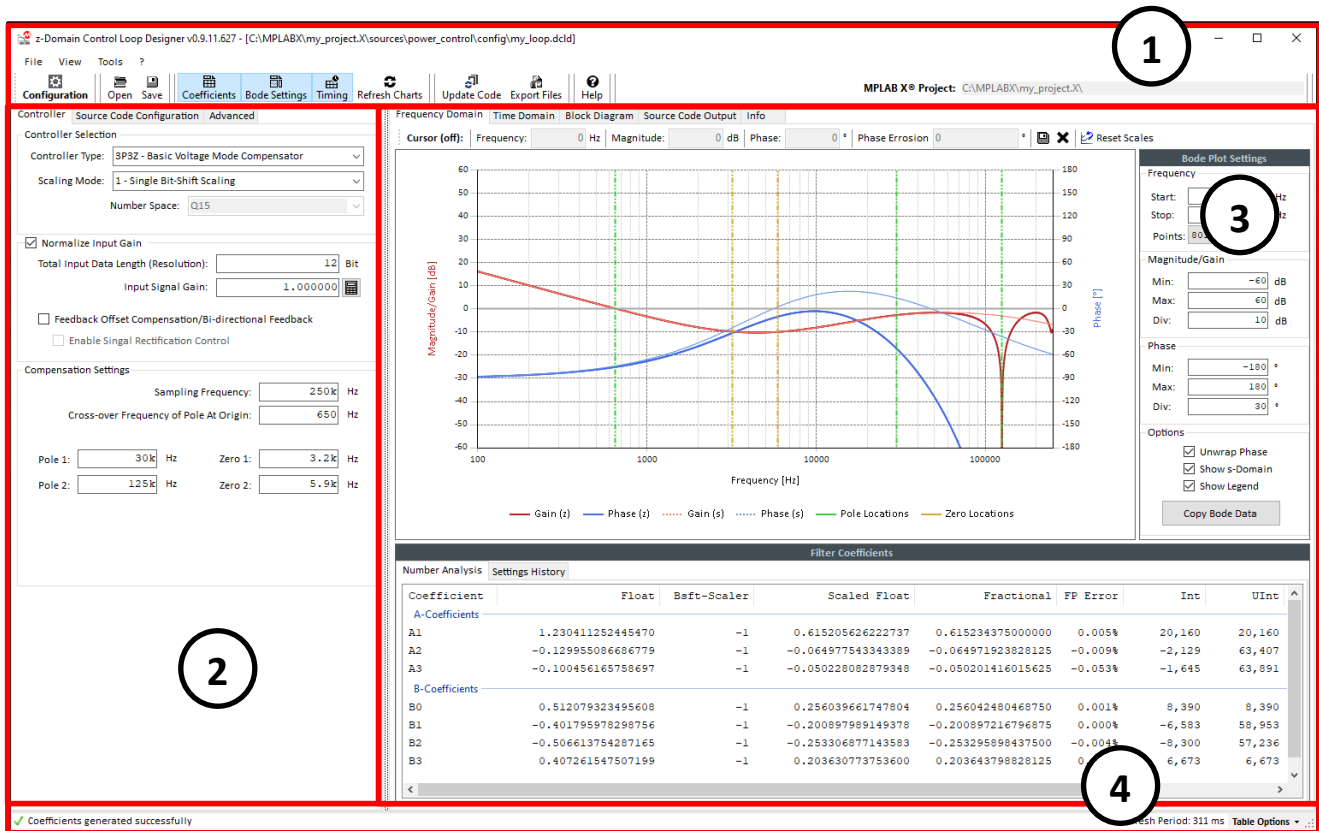 z-Domain Control Loop Designer v0.9.11.627 - [C:\MPLABX\my_project.X\sources\power_control\config\my_loop.dcld]
1
File View Tools ?
Configuration Open Save Coefficients Bode Settings Timing Refresh Charts Update Code Export Files Help MPLAB X® Project: C:\MPLABX\my_project.X\
Controller Source Code Configuration Advanced
Controller Selection
Controller Type: 3P3Z - Basic Voltage Mode Compensator
Scaling Mode: 1 - Single Bit-Shift Scaling
Number Space: Q15
Normalize Input Gain
Total Input Data Length (Resolution): 12 Bit
Input Signal Gain: 1.000000
Feedback Offset Compensation/Bi-directional Feedback
Enable Singal Rectification Control
Compensation Settings
Sampling Frequency: 250k Hz
Cross-over Frequency of Pole At Origin: 650 Hz
Pole 1: 30k Hz Zero 1: 3.2k Hz
Pole 2: 125k Hz Zero 2: 5.9k Hz
2
Frequency Domain Time Domain Block Diagram Source Code Output Info
Cursor (off): Frequency: 0 Hz Magnitude: 0 dB Phase: 0 ° Phase Errosion 0 ° Reset Scales
Magnitude/Gain [dB]
60 180
50 150
40 120
30 90
20 60
10 30
0 0
-10 -30
-20 -60
-30 -90
-40 -120
-50 -150
-60 -180
Phase [°]
100 1000 10000 100000
Frequency [Hz]
Gain (z) Phase (z) Gain (s) Phase (s) Pole Locations Zero Locations
Bode Plot Settings
Frequency
Start: Hz
Stop: Hz
Points:
3
Magnitude/Gain
Min: -60 dB
Max: 60 dB
Div: 10 dB
Phase
Min: -180 °
Max: 180 °
Div: 30 °
Options
Unwrap Phase
Show s-Domain
Show Legend
Copy Bode Data
Filter Coefficients
Number Analysis Settings History
Coefficient Float Bsft-Scaler Scaled Float Fractional FP Error Int UInt
A-Coefficients
A1 1.230411252445470 -1 0.615205626222737 0.615234375000000 0.005% 20,160 20,160
A2 -0.129955086686779 -1 -0.064977543343389 -0.064971923828125 -0.009% -2,129 63,407
A3 -0.100456165758697 -1 -0.050228082879348 -0.050201416015625 -0.053% -1,645 63,891
B-Coefficients
B0 0.512079323495608 -1 0.256039661747804 0.256042480468750 0.001% 8,390 8,390
B1 -0.401795978298756 -1 -0.200897989149378 -0.200897216796875 0.000% -6,583 58,953
B2 -0.506613754287165 -1 -0.253306877143583 -0.253295898437500 -0.004% -8,300 57,236
B3 0.407261547507199 -1 0.203630773753600 0.203643798828125 6,673 6,673
4
Coefficients generated successfully Period: 311 ms Table Options